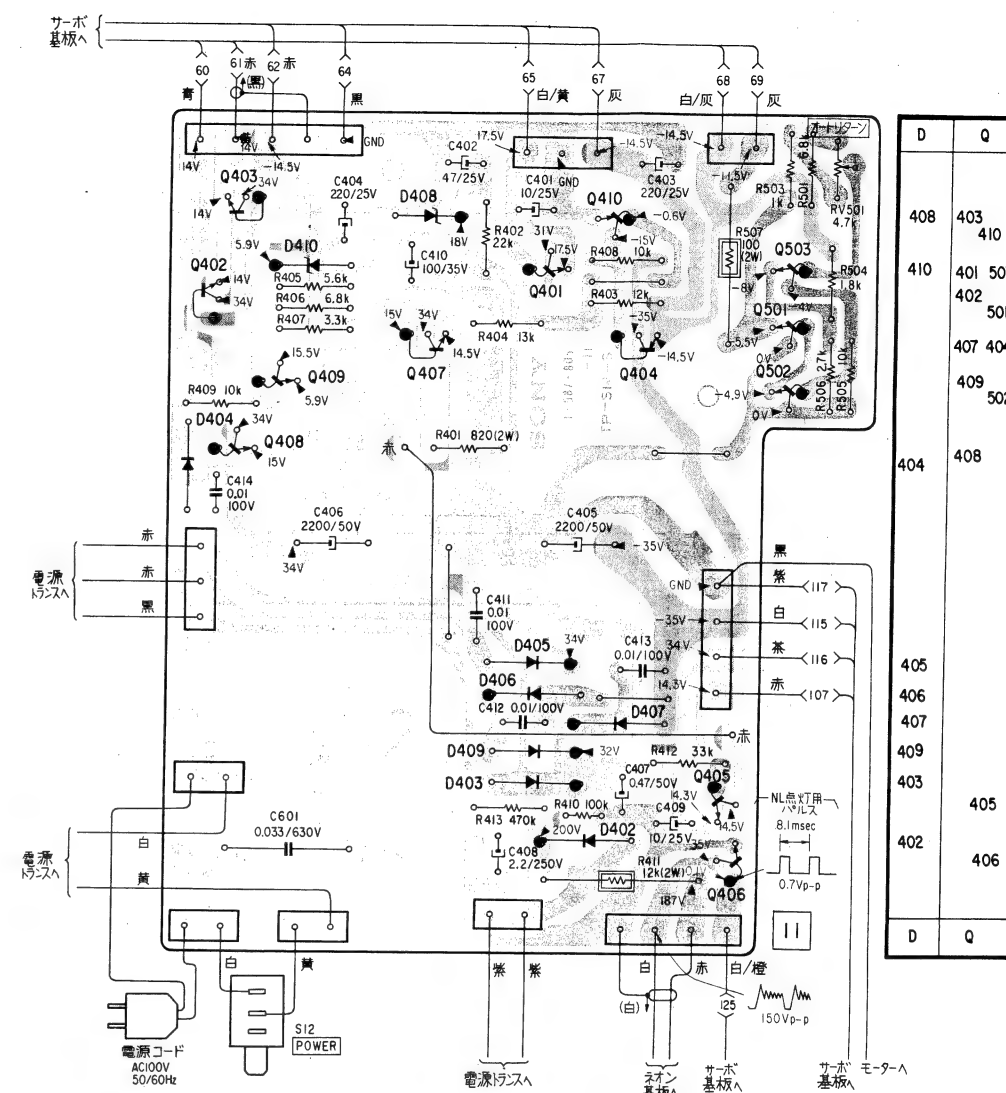 サーボ
基板へ
60
61 赤
62 赤
64
65
67
68
69
(黒)
青
黒
白/黄
灰
白/灰
灰
オートリターン
14V
14V
-14.5V
GND
17.5V
GND
-14.5V
-14.5V
-11.5V
C402
47/25V
C401
10/25V
C403
220/25V
R503
1k
R501
6.8k
RV501
4.7k
Q403
34V
14V
C404
220/25V
D408
18V
R402
22k
31V
17.5V
Q401
Q410
-0.6V
-15V
R408
10k
R507
100
(2W)
Q503
R504
1.8k
5.9V
D410
C410
100/35V
Q402
14V
34V
R405
5.6k
R406
6.8k
R407
3.3k
R403
12k
-8V
-4V
Q501
15V
34V
14.5V
Q407
R404 13k
-35V
-14.5V
Q404
-5.5V
0V
Q502
-4.9V
0V
R506 2.7k
R505 10k
15.5V
Q409
5.9V
R409 10k
D404
34V
Q408
15V
R401 820(2W)
赤
SONY
C414
0.01
100V
C406
2200/50V
34V
C405
2200/50V
-35V
赤
赤
黒
電源
トランスへ
C411
0.01
100V
GND
-35V
34V
14.3V
黒
紫
117
白
115
茶
116
赤
107
D405
34V
C413
0.01/100V
D406
C412 0.01/100V
D407
赤
D409
32V
R412 33k
D403
C407
0.47/50V
Q405
14.3V
14.5V
R413 470k
R410 100k
C409
10/25V
200V
D402
35V
C408
2.2/250V
R411
12k(2W)
187V
Q406
NL点灯用
パルス
8.1msec
0.7Vp-p
C601
0.033/630V
白
黄
電源
トランスへ
11
白
黄
紫
紫
白
赤
白/橙
(白)
125
150Vp-p
S12
POWER
電源コード
AC100V
50/60Hz
電源トランスへ
ネオン
基板へ
サーボ
基板へ
サーボ
基板へ
モーターへ
D Q
408 403
410
410 401
402
407
409
404 408
405
406
407
409
403
405
402
406
D Q